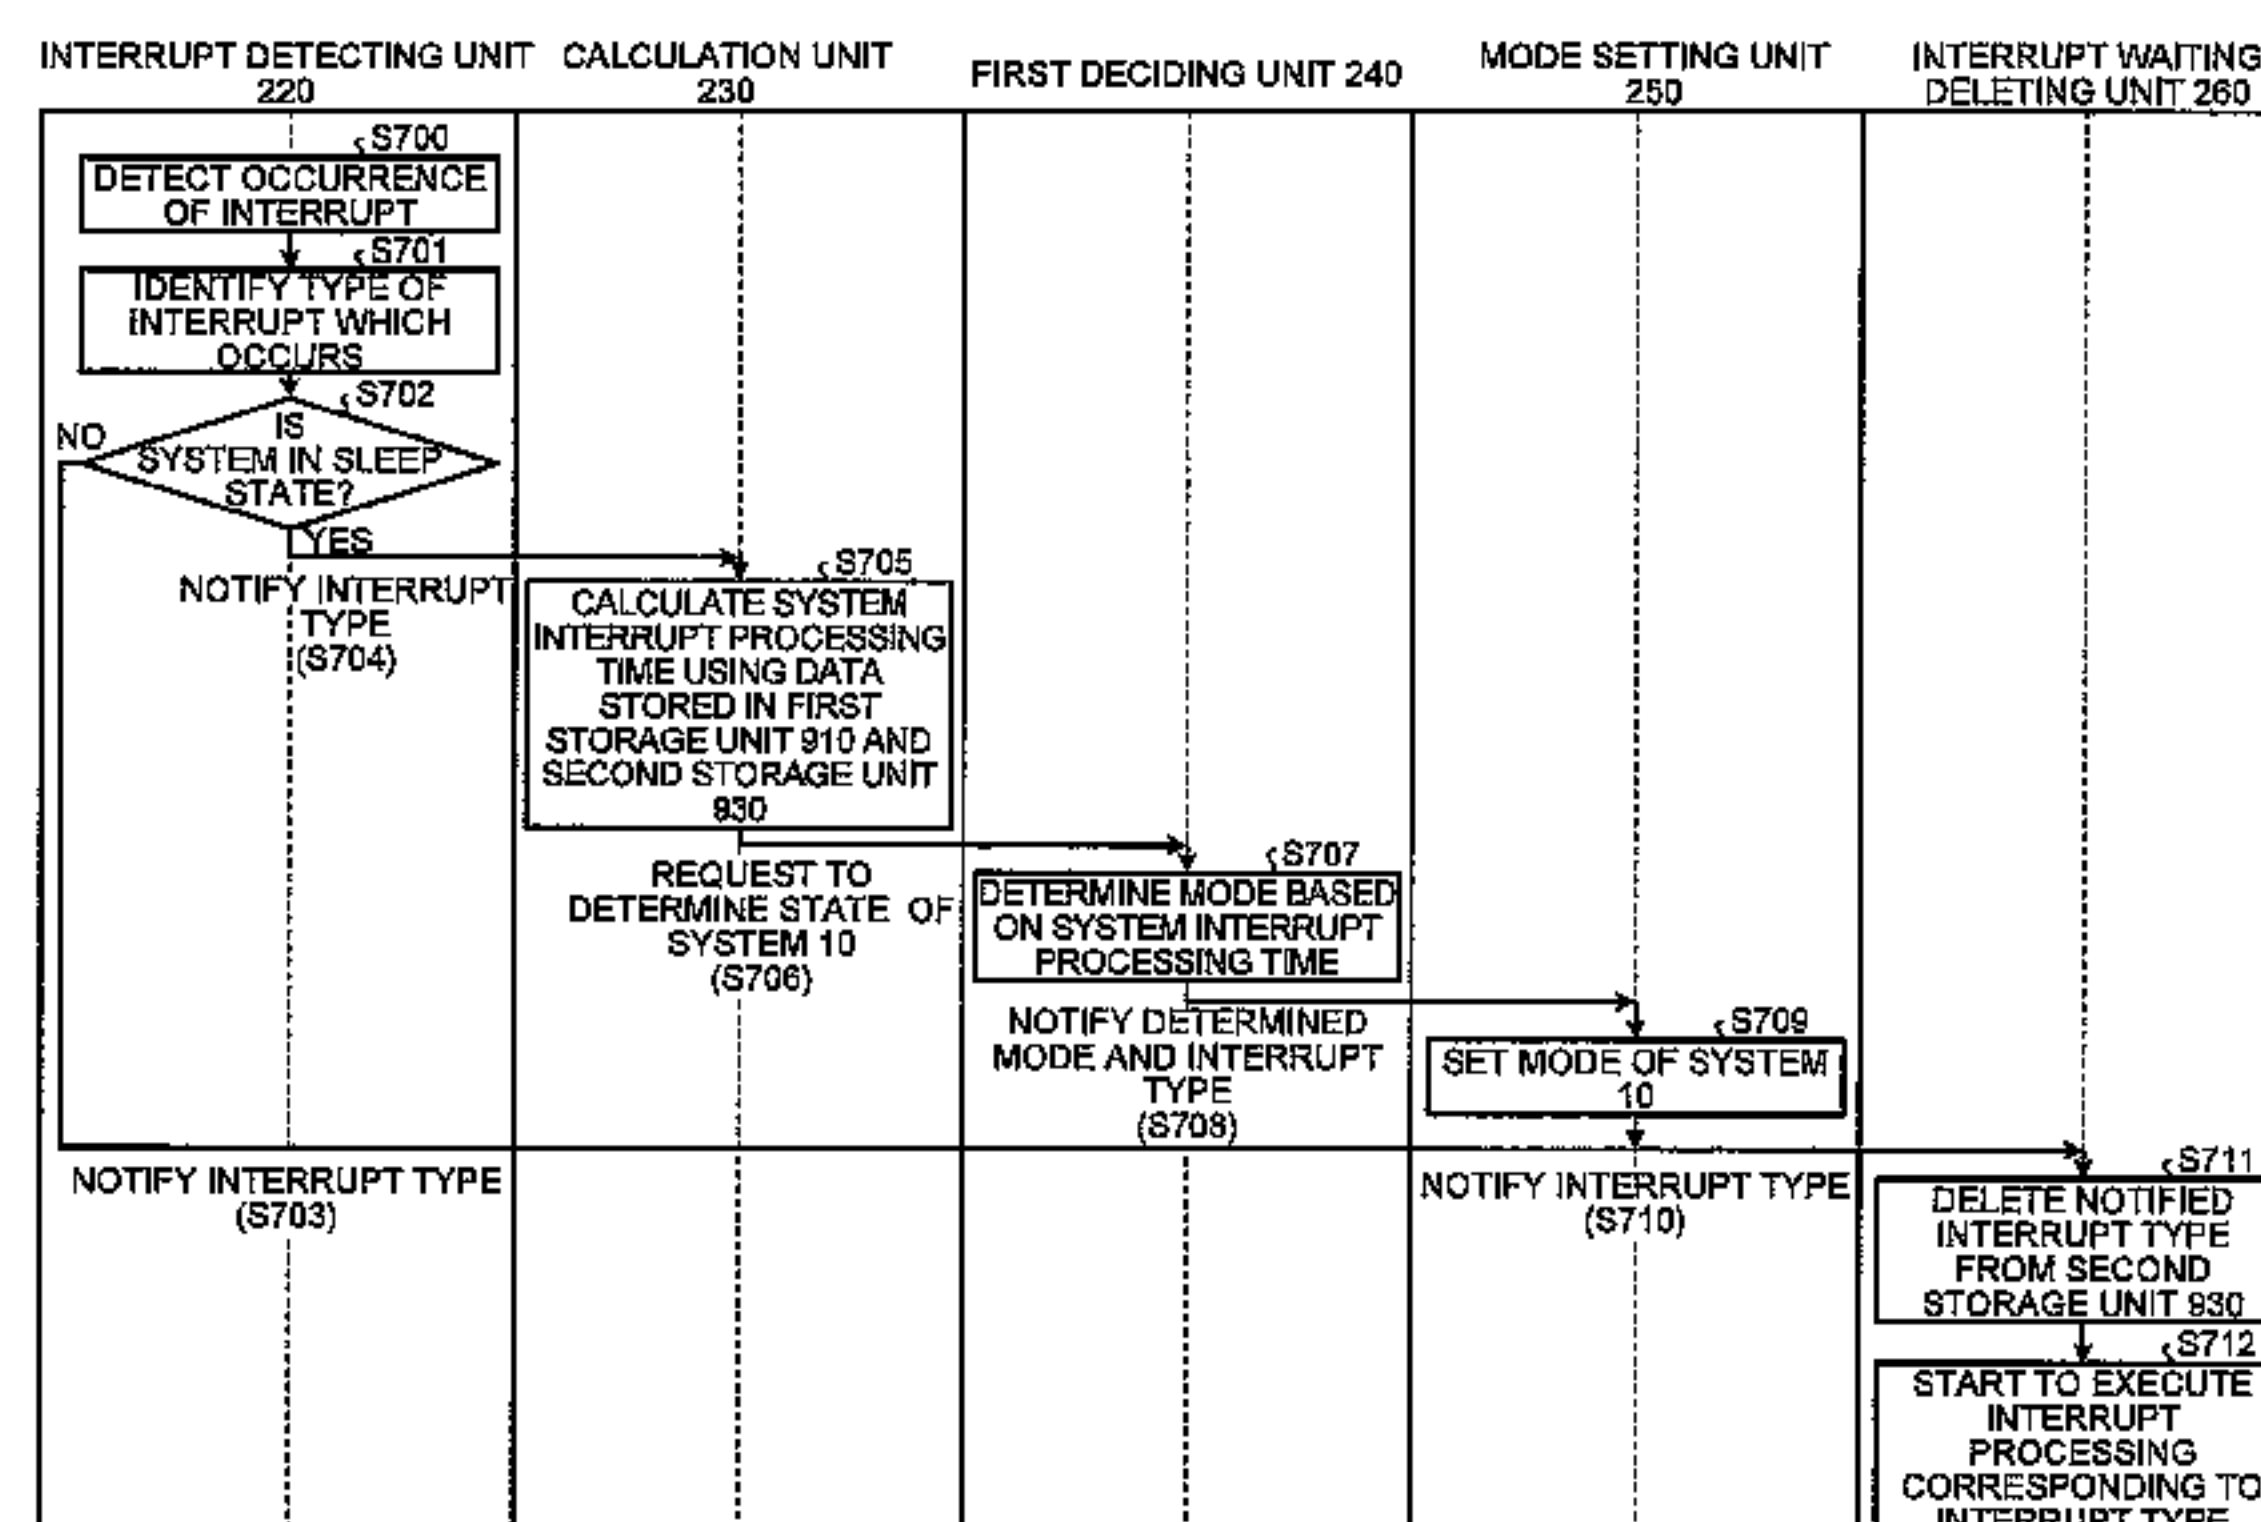 INTERRUPT DETECTING UNIT
220
CALCULATION UNIT
230
FIRST DECIDING UNIT 240
MODE SETTING UNIT
250
INTERRUPT WAITING
DELETING UNIT 260
S700
DETECT OCCURRENCE
OF INTERRUPT
S701
IDENTIFY TYPE OF
INTERRUPT WHICH
OCCURS
S702
NO
IS
SYSTEM IN SLEEP
STATE?
YES
NOTIFY INTERRUPT
TYPE
(S704)
S705
CALCULATE SYSTEM
INTERRUPT PROCESSING
TIME USING DATA
STORED IN FIRST
STORAGE UNIT 910 AND
SECOND STORAGE UNIT
930
REQUEST TO
DETERMINE STATE OF
SYSTEM 10
(S706)
S707
DETERMINE MODE BASED
ON SYSTEM INTERRUPT
PROCESSING TIME
NOTIFY DETERMINED
MODE AND INTERRUPT
TYPE
(S708)
S709
SET MODE OF SYSTEM
10
NOTIFY INTERRUPT TYPE
(S703)
NOTIFY INTERRUPT TYPE
(S710)
S711
DELETE NOTIFIED
INTERRUPT TYPE
FROM SECOND
STORAGE UNIT 930
S712
START TO EXECUTE
INTERRUPT
PROCESSING
CORRESPONDING TO
INTERRUPT TYPE